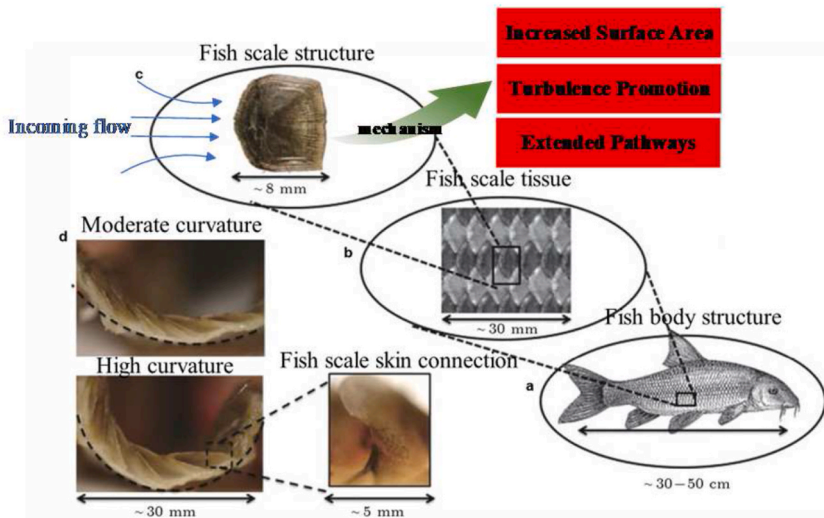 Increased Surface Area
Turbulence Promotion
Extended Pathways
Fish scale structure
c
Incoming flow
mechanism
~ 8 mm
Fish scale tissue
b
~ 30 mm
Moderate curvature
d
High curvature
~ 30 mm
Fish scale skin connection
~ 5 mm
Fish body structure
a
~ 30–50 cm